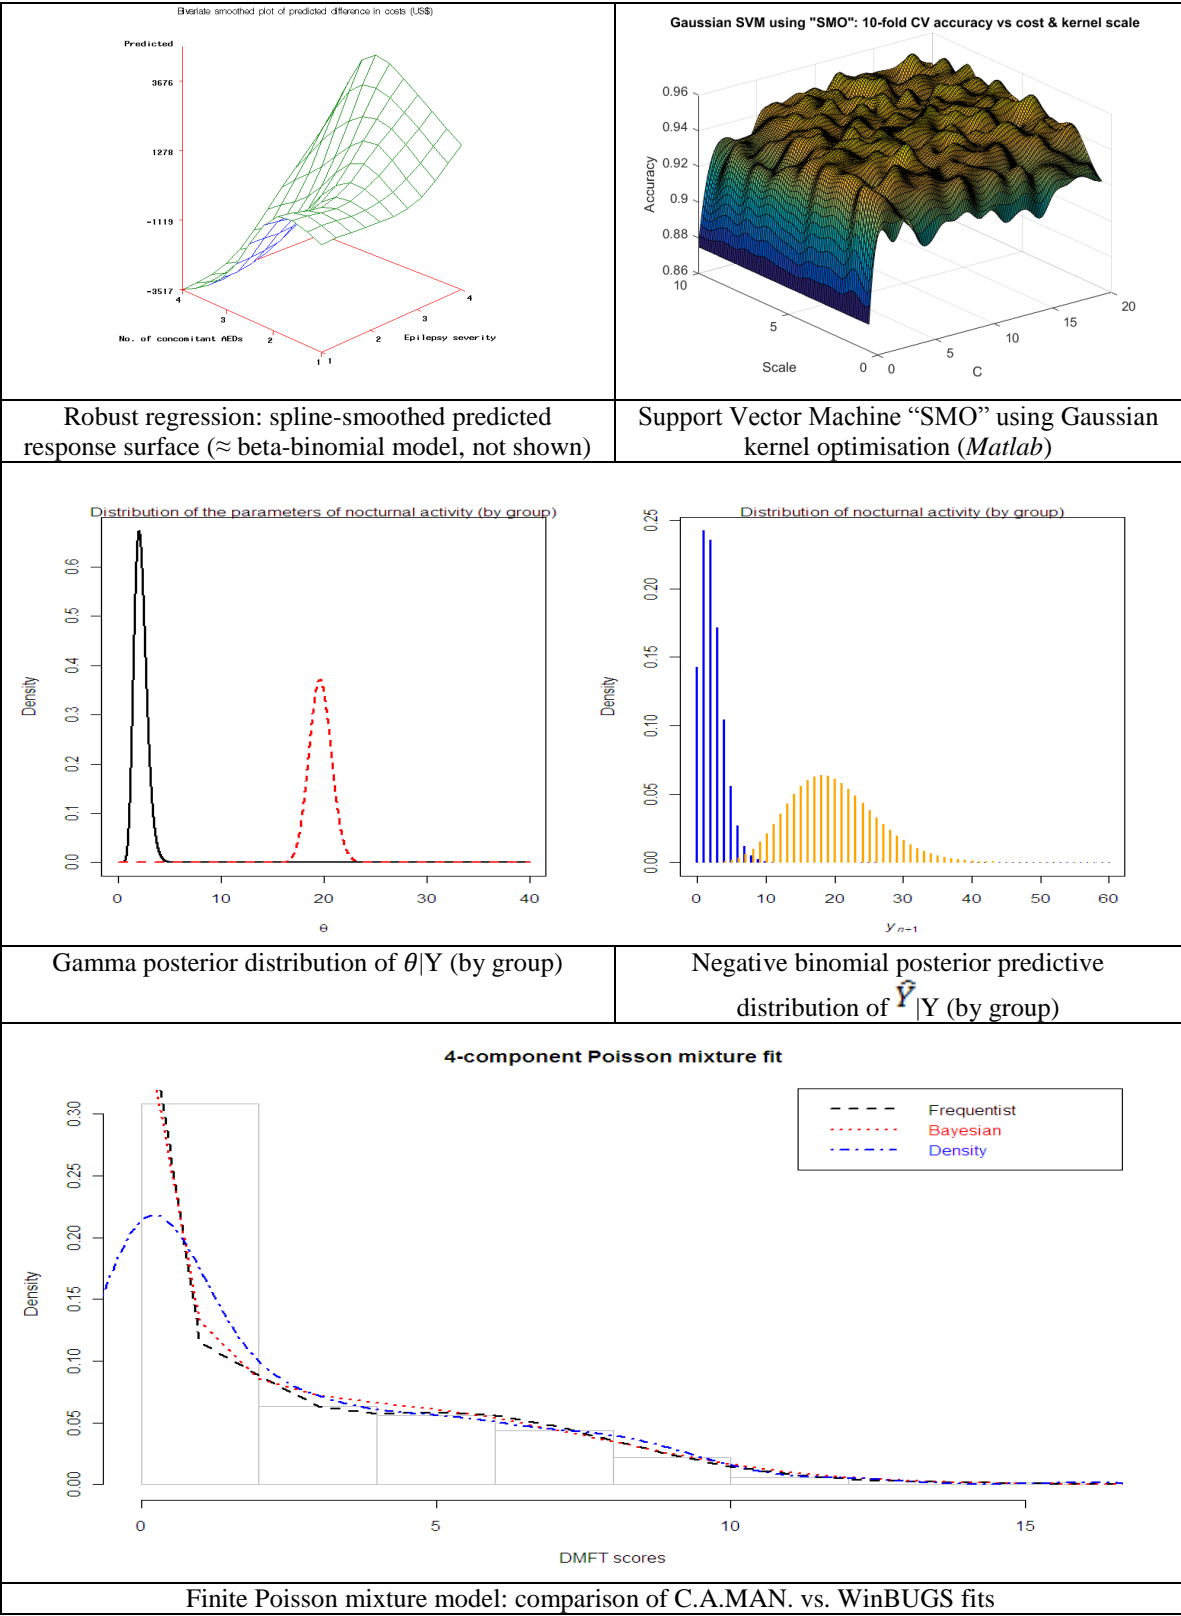 Bivariate smoothed plot of predicted difference in costs (US$)
Predicted
3676
1278
-1119
-3517
4
3
2
1
No. of concomitant AEDs
1
2
3
4
Epilepsy severity
Gaussian SVM using "SMO": 10-fold CV accuracy vs cost & kernel scale
0.96
0.94
0.92
0.9
0.88
0.86
Accuracy
10
5
0
Scale
0
5
10
15
20
C
Robust regression: spline-smoothed predicted
response surface (≈ beta-binomial model, not shown)
Support Vector Machine “SMO” using Gaussian
kernel optimisation (Matlab)
Distribution of the parameters of nocturnal activity (by group)
Density
0.0 0.1 0.2 0.3 0.4 0.5 0.6
0 10 20 30 40
θ
Distribution of nocturnal activity (by group)
Density
0.00 0.05 0.10 0.15 0.20 0.25
0 10 20 30 40 50 60
y n+1
Gamma posterior distribution of θ|Y (by group)
Negative binomial posterior predictive
distribution of Ŷ|Y (by group)
4-component Poisson mixture fit
Frequentist
Bayesian
Density
Density
0.00 0.05 0.10 0.15 0.20 0.25 0.30
0 5 10 15
DMFT scores
Finite Poisson mixture model: comparison of C.A.MAN. vs. WinBUGS fits